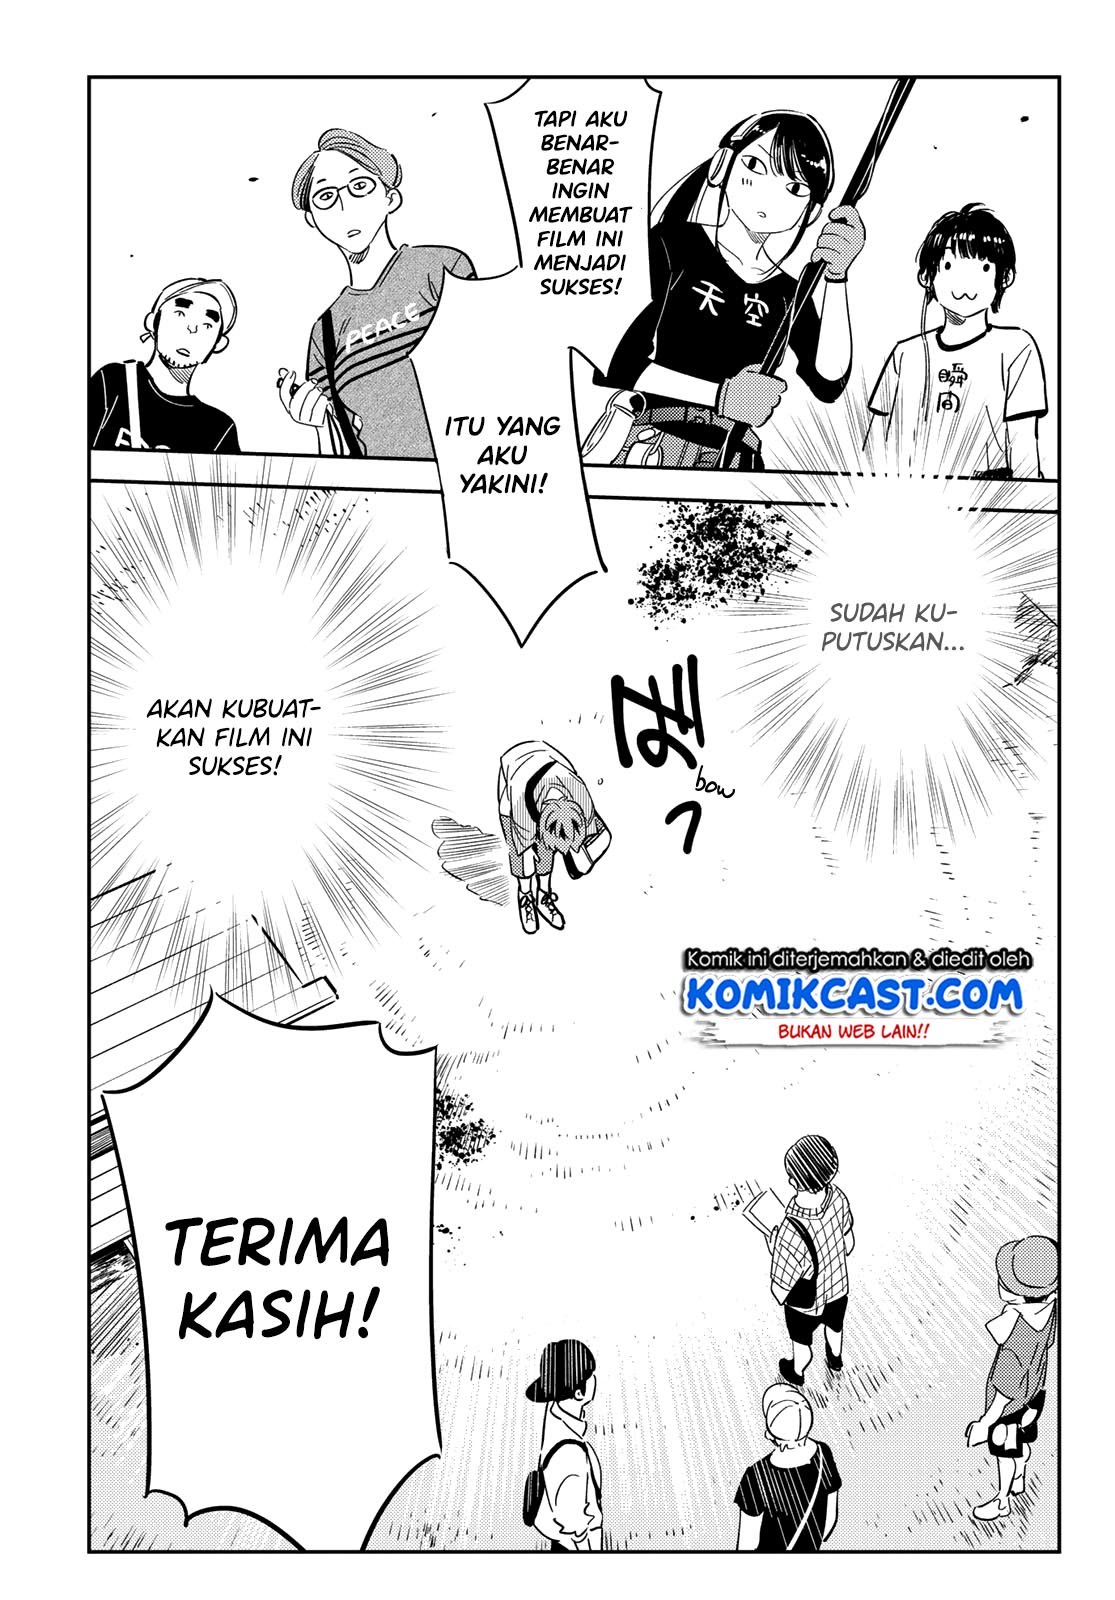 TAPI AKU
BENAR-
BENAR
INGIN
MEMBUAT
FILM INI
MENJADI
SUKSES!
天空
瞬間
PEACE
ITU YANG
AKU
YAKINI!
SUDAH KU-
PUTUSKAN...
AKAN KUBUAT-
KAN FILM INI
SUKSES!
bow
Komik ini diterjemahkan & diedit oleh
KOMIKCAST.COM
BUKAN WEB LAIN!!
TERIMA
KASIH!